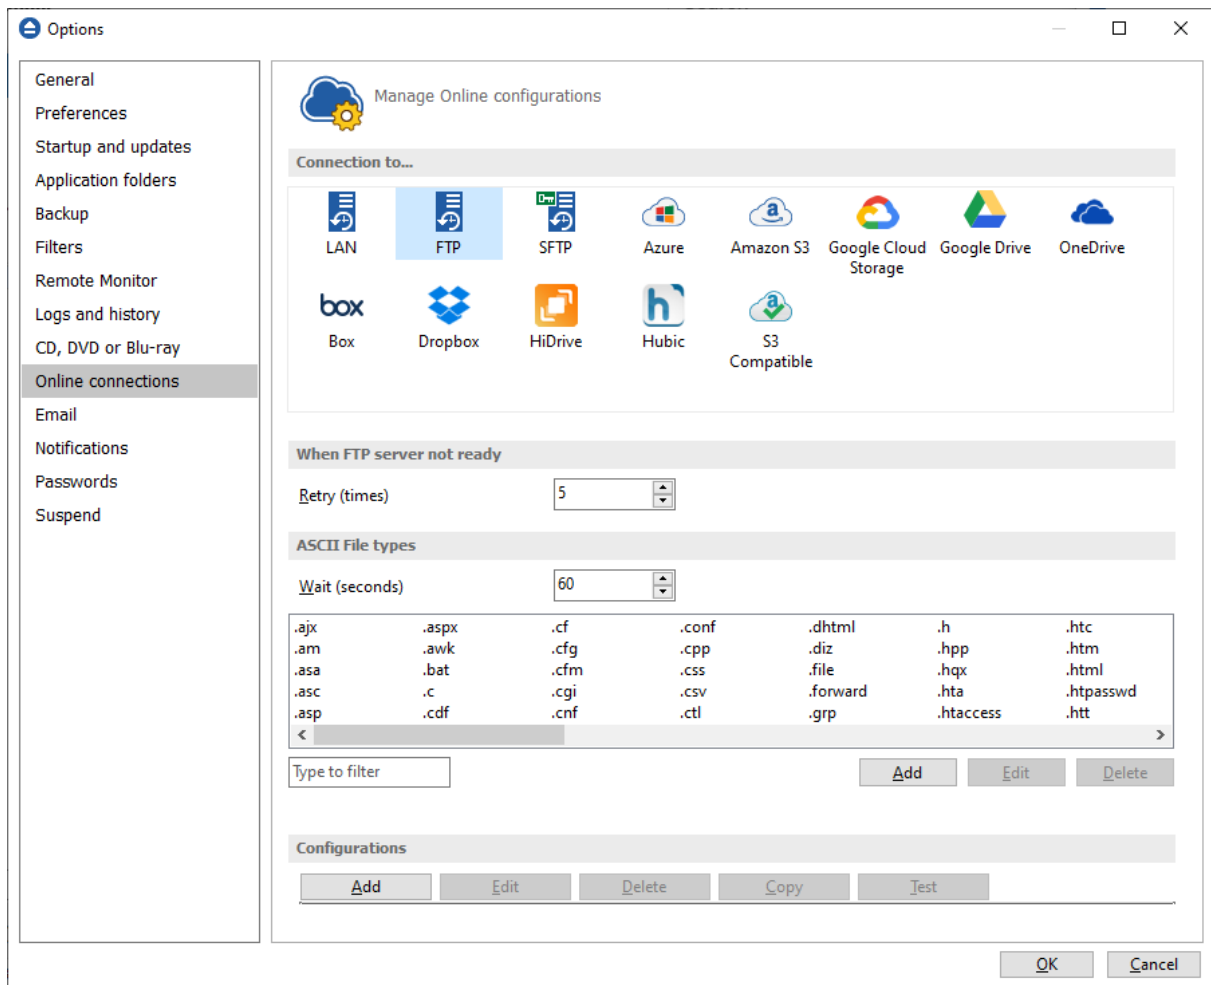 Options
General
Preferences
Startup and updates
Application folders
Backup
Filters
Remote Monitor
Logs and history
CD, DVD or Blu-ray
Online connections
Email
Notifications
Passwords
Suspend
Manage Online configurations
Connection to...
LAN FTP SFTP Azure Amazon S3 Google Cloud Storage Google Drive OneDrive
box
Box Dropbox HiDrive Hubic S3 Compatible
When FTP server not ready
Retry (times) 5
ASCII File types
Wait (seconds) 60
.ajx .aspx .cf .conf .dhtml .h .htc
.am .awk .cfg .cpp .diz .hpp .htm
.asa .bat .cfm .css .file .hqx .html
.asc .c .cgi .csv .forward .hta .htpasswd
.asp .cdf .cnf .ctl .grp .htaccess .htt
Type to filter Add Edit Delete
Configurations
Add Edit Delete Copy Test
OK Cancel